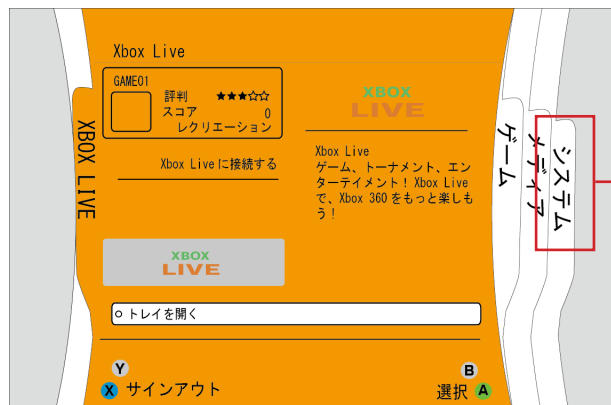 Xbox Live
GAME01
評判 ★★★☆☆
スコア 0
レクリエーション
Xbox Liveに接続する
XBOX
LIVE
○ トレイを開く
XBOX
LIVE
Xbox Live
ゲーム、トーナメント、エン
ターテイメント！ Xbox Live
で、Xbox 360 をもっと楽しも
う！
XBOX LIVE
ゲーム
メディア
システム
Y
X サインアウト
B
選択 A